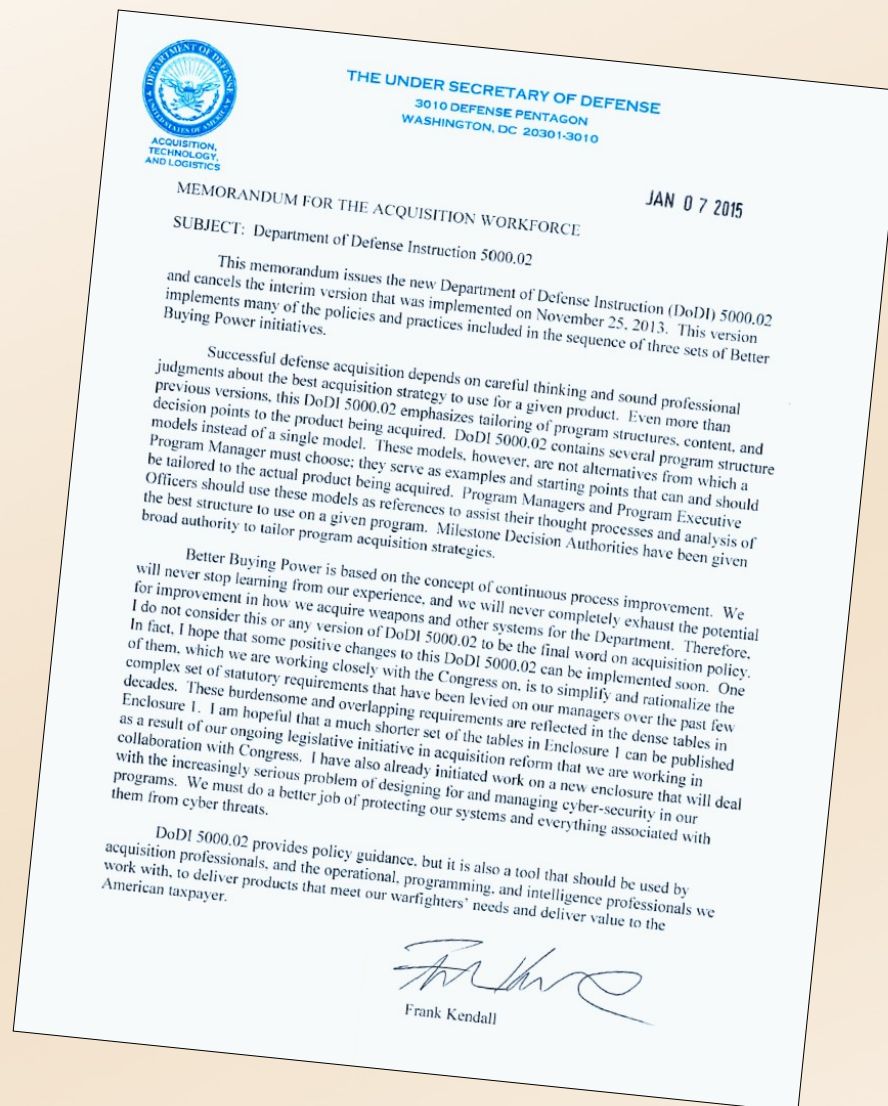 DEPARTMENT OF DEFENSE
UNITED STATES OF AMERICA
ACQUISITION,
TECHNOLOGY,
AND LOGISTICS
THE UNDER SECRETARY OF DEFENSE
3010 DEFENSE PENTAGON
WASHINGTON, DC 20301-3010
JAN 07 2015
MEMORANDUM FOR THE ACQUISITION WORKFORCE
SUBJECT: Department of Defense Instruction 5000.02
This memorandum issues the new Department of Defense Instruction (DoDI) 5000.02
and cancels the interim version that was implemented on November 25, 2013. This version
implements many of the policies and practices included in the sequence of three sets of Better
Buying Power initiatives.
Successful defense acquisition depends on careful thinking and sound professional
judgments about the best acquisition strategy to use for a given product. Even more than
previous versions, this DoDI 5000.02 emphasizes tailoring of program structures, content, and
decision points to the product being acquired. DoDI 5000.02 contains several program structure
models instead of a single model. These models, however, are not alternatives from which a
Program Manager must choose; they serve as examples and starting points that can and should
be tailored to the actual product being acquired. Program Managers and Program Executive
Officers should use these models as references to assist their thought processes and analysis of
the best structure to use on a given program. Milestone Decision Authorities have been given
broad authority to tailor program acquisition strategies.
Better Buying Power is based on the concept of continuous process improvement. We
will never stop learning from our experience, and we will never completely exhaust the potential
for improvement in how we acquire weapons and other systems for the Department. Therefore,
I do not consider this or any version of DoDI 5000.02 to be the final word on acquisition policy.
In fact, I hope that some positive changes to this DoDI 5000.02 can be implemented soon. One
of them, which we are working closely with the Congress on, is to simplify and rationalize the
complex set of statutory requirements that have been levied on our managers over the past few
decades. These burdensome and overlapping requirements are reflected in the dense tables in
Enclosure 1. I am hopeful that a much shorter set of the tables in Enclosure 1 can be published
as a result of our ongoing legislative initiative in acquisition reform that we are working in
collaboration with Congress. I have also already initiated work on a new enclosure that will deal
with the increasingly serious problem of designing for and managing cyber-security in our
programs. We must do a better job of protecting our systems and everything associated with
them from cyber threats.
DoDI 5000.02 provides policy guidance, but it is also a tool that should be used by
acquisition professionals, and the operational, programming, and intelligence professionals we
work with, to deliver products that meet our warfighters' needs and deliver value to the
American taxpayer.
Frank Kendall